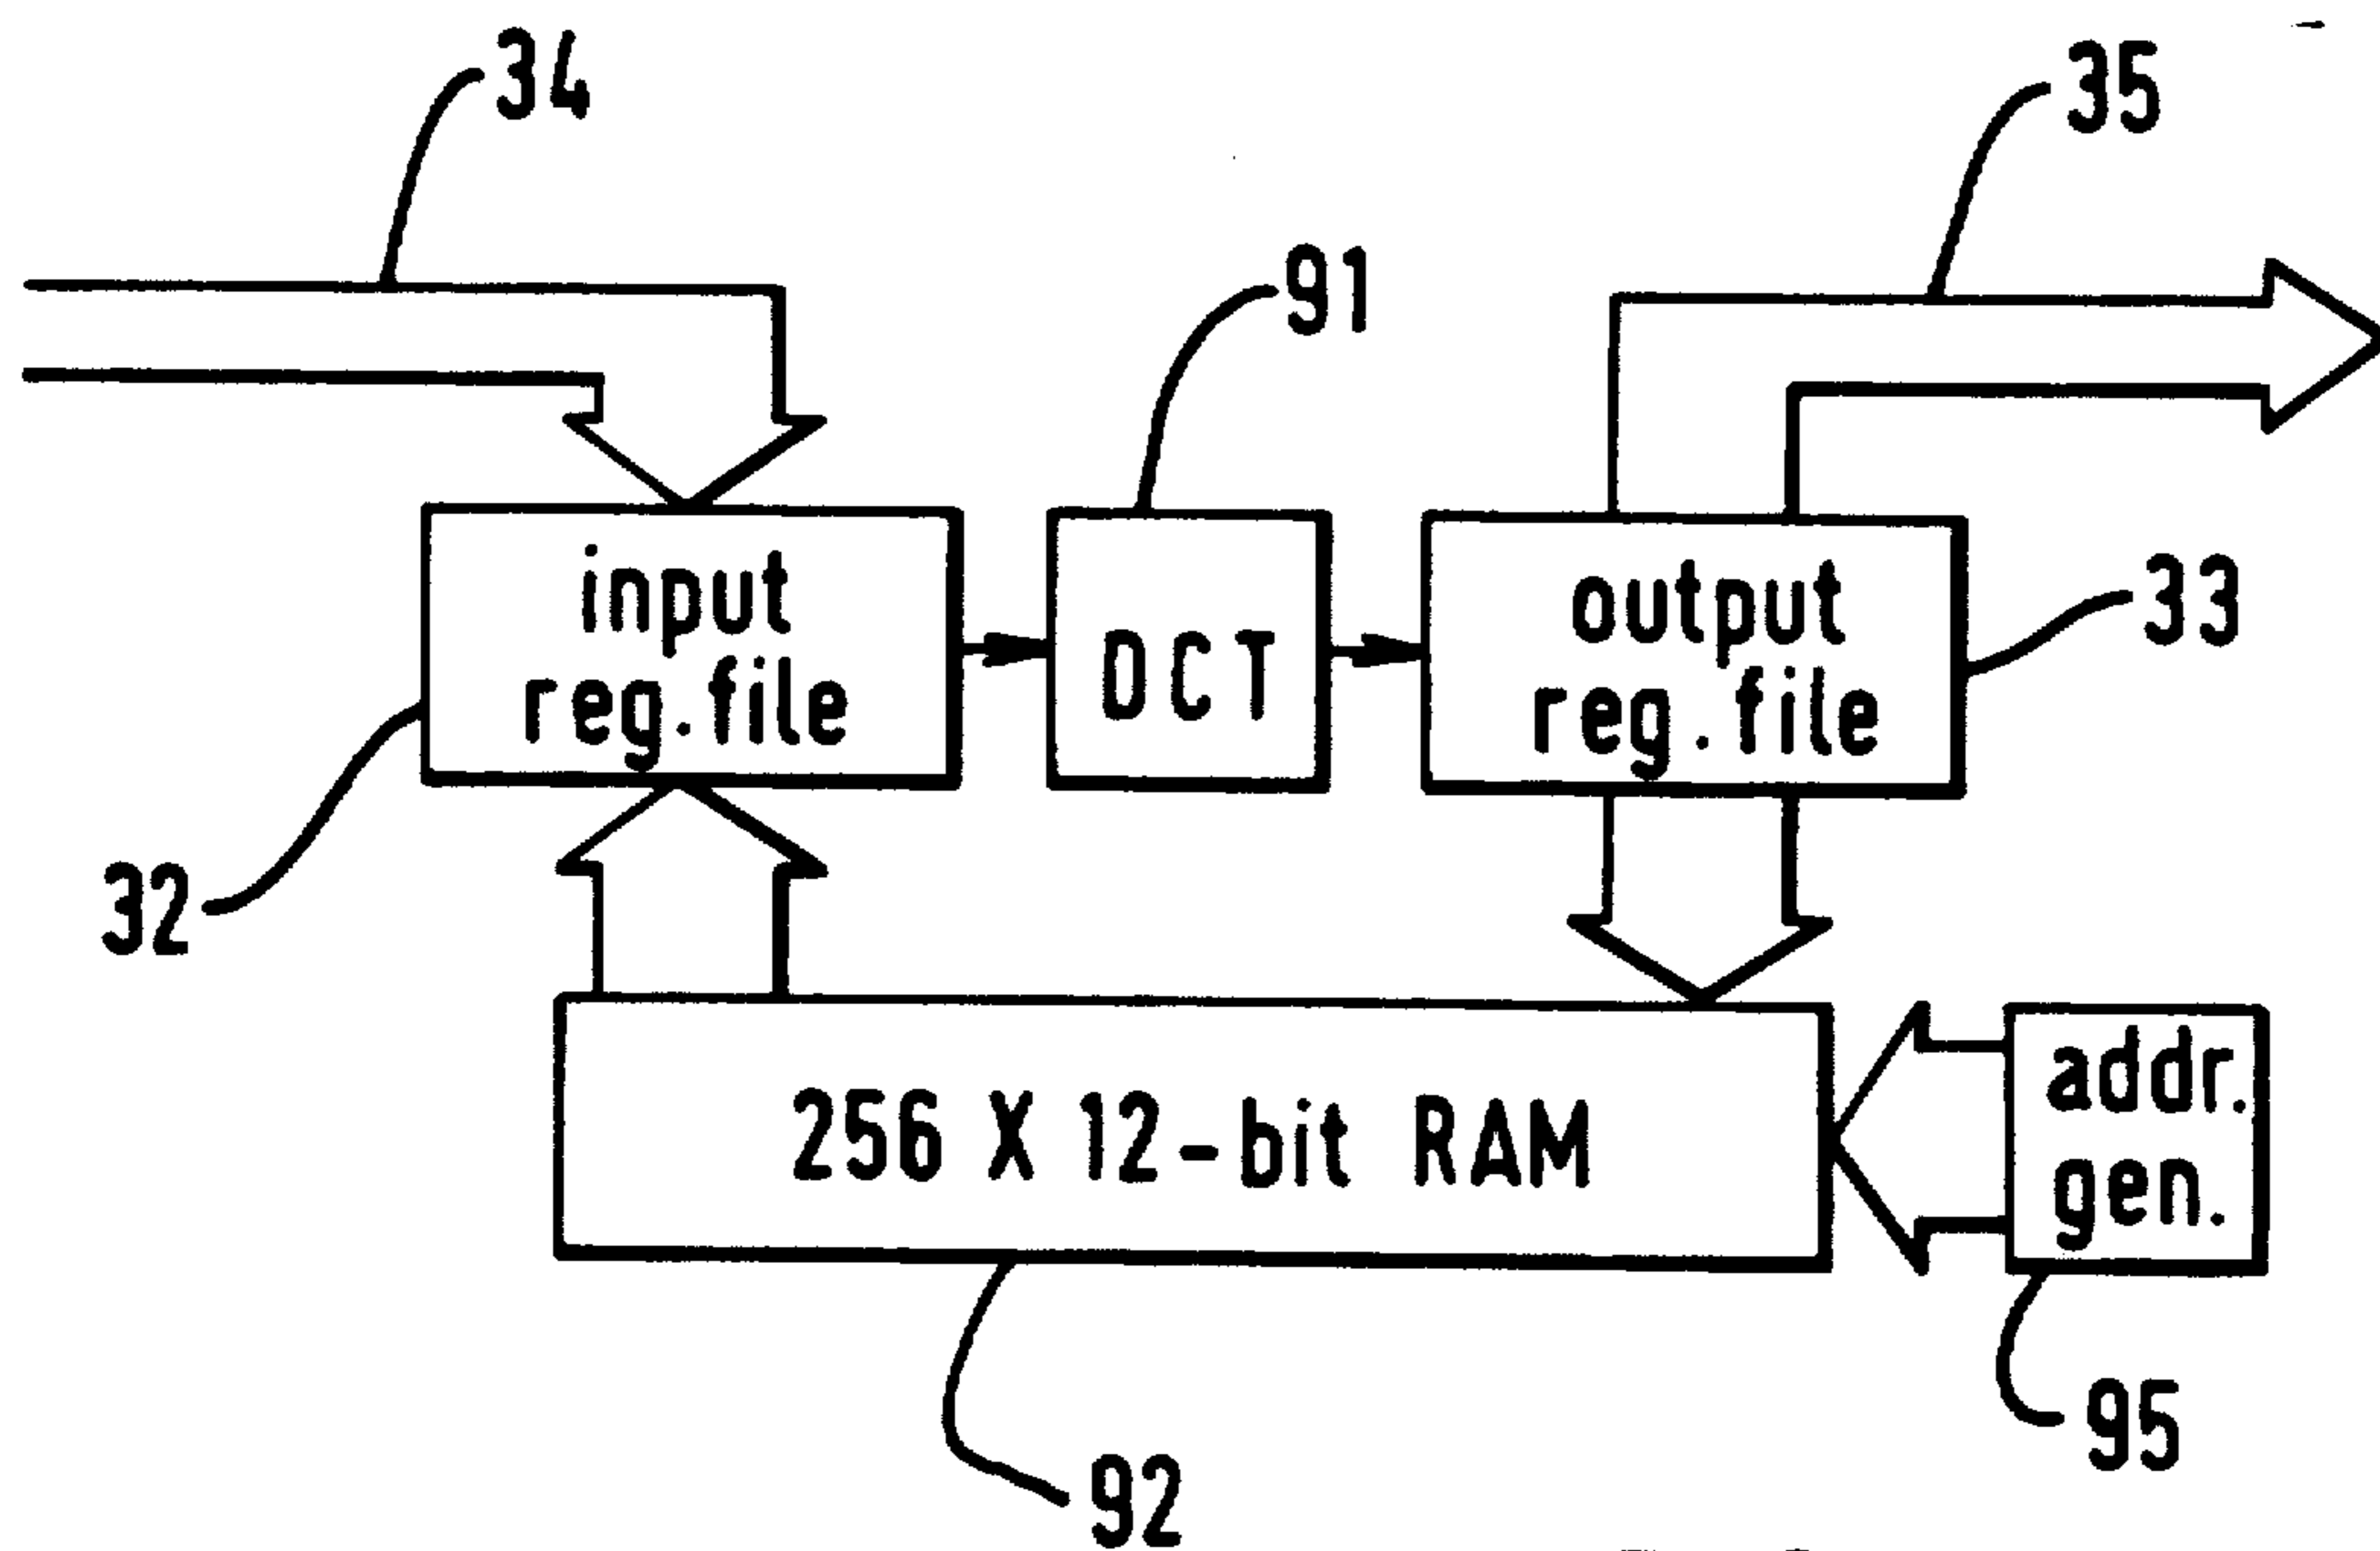 34
35
91
input
reg.file
DCT
output
reg.file
33
32
256 X 12-bit RAM
addr.
gen.
95
92